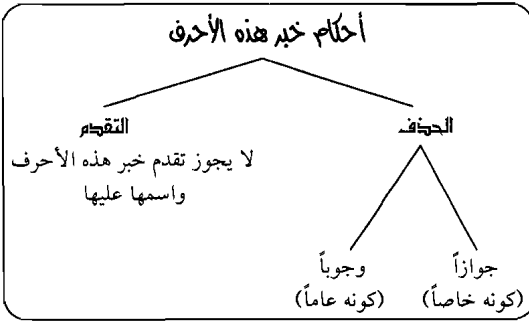 أحكام خبر هذه الأحرف
الحذف
التقدم
لا يجوز تقدم خبر هذه الأحرف
واسمها عليها
جوازاً
(كونه خاصاً)
وجوباً
(كونه عاماً)